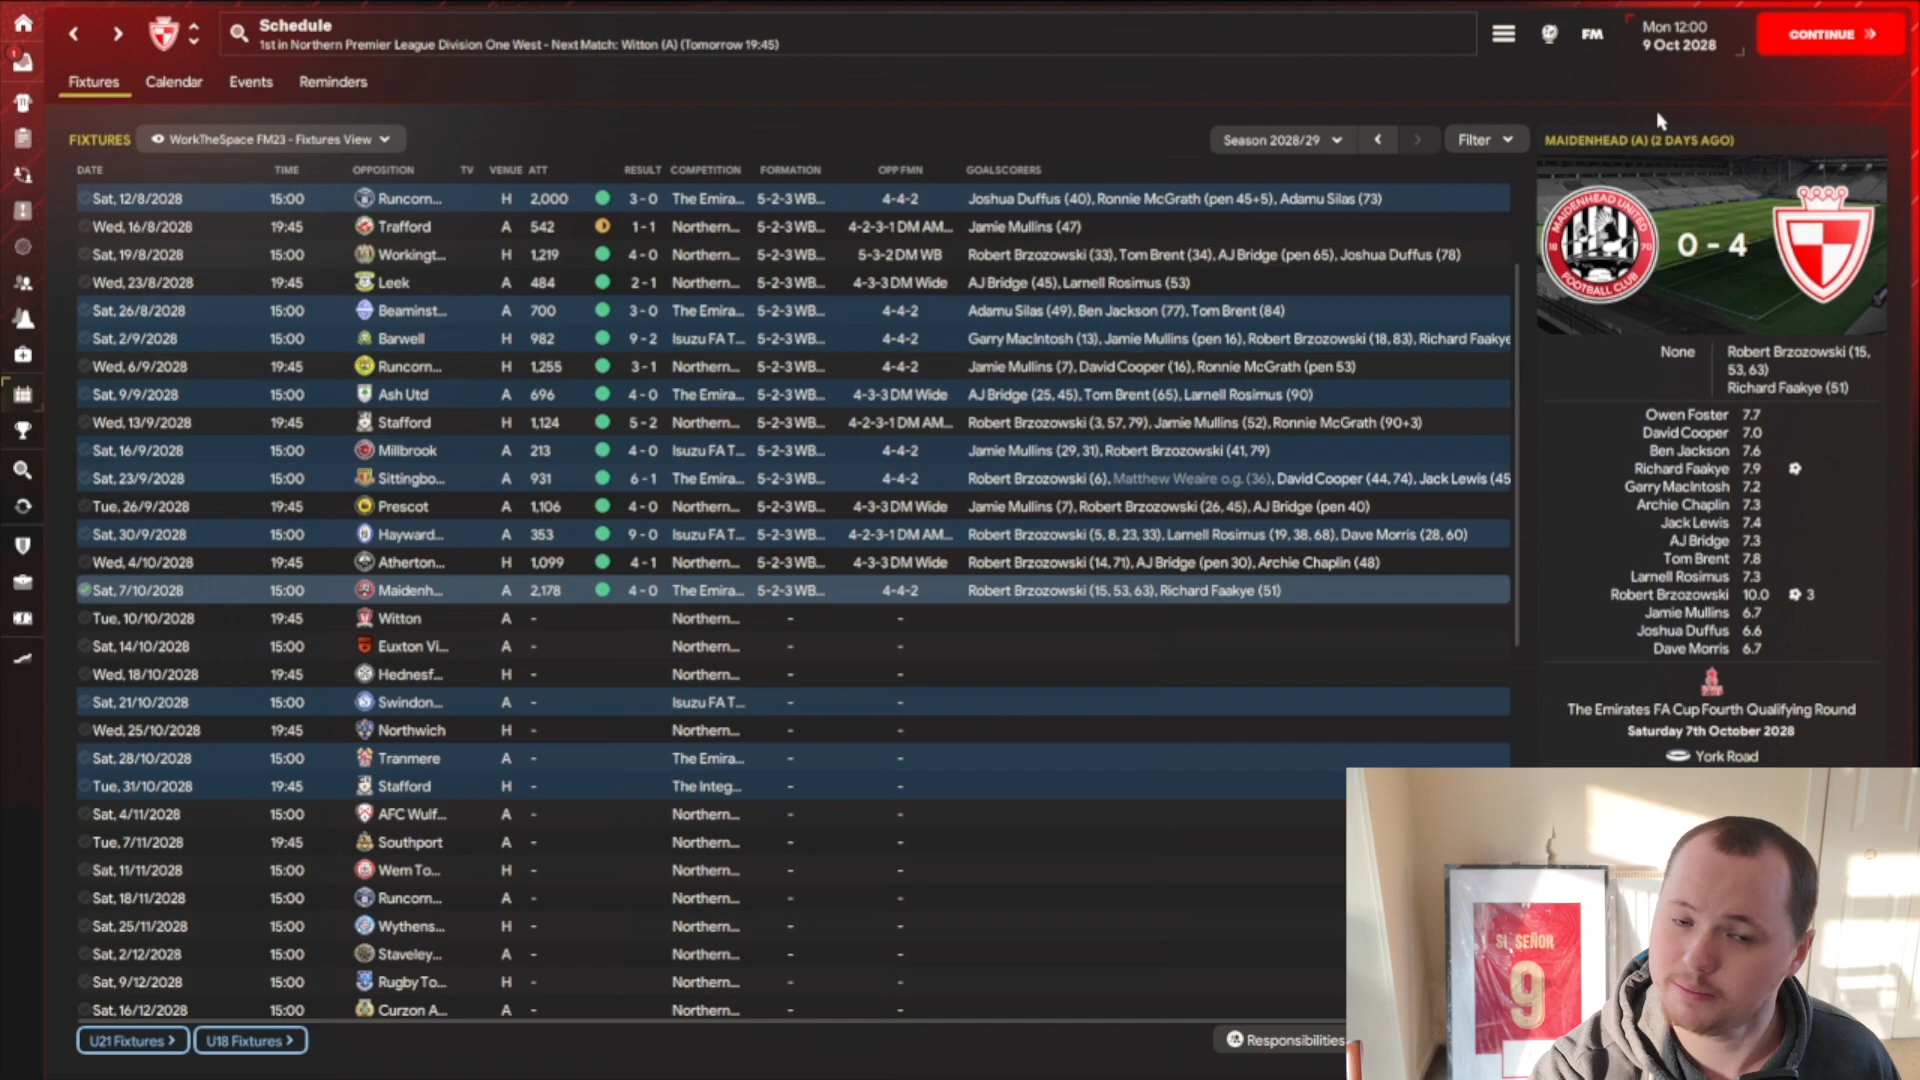 Schedule
1st in Northern Premier League Division One West - Next Match: Witton (A) (Tomorrow 19:45)
FM
Mon 12:00
9 Oct 2028
CONTINUE
Fixtures Calendar Events Reminders
FIXTURES WorkTheSpace FM23 - Fixtures View
Season 2028/29 Filter
DATE TIME OPPOSITION TV VENUE ATT RESULT COMPETITION FORMATION OPP FMN GOALSCORERS
Sat, 12/8/2028 15:00 Runcorn... H 2,000 3 - 0 The Emira... 5-2-3 WB... 4-4-2 Joshua Duffus (40), Ronnie McGrath (pen 45+5), Adamu Silas (73)
Wed, 16/8/2028 19:45 Trafford A 542 1 - 1 Northern... 5-2-3 WB... 4-2-3-1 DM AM... Jamie Mullins (47)
Sat, 19/8/2028 15:00 Workingt... H 1,219 4 - 0 Northern... 5-2-3 WB... 5-3-2 DM WB Robert Brzozowski (33), Tom Brent (34), AJ Bridge (pen 65), Joshua Duffus (78)
Wed, 23/8/2028 19:45 Leek A 484 2 - 1 Northern... 5-2-3 WB... 4-3-3 DM Wide AJ Bridge (45), Larnell Rosimus (53)
Sat, 26/8/2028 15:00 Beaminst... A 700 3 - 0 The Emira... 5-2-3 WB... 4-4-2 Adamu Silas (49), Ben Jackson (77), Tom Brent (84)
Sat, 2/9/2028 15:00 Barwell H 982 9 - 2 Isuzu FA T... 5-2-3 WB... 4-4-2 Garry MacIntosh (13), Jamie Mullins (pen 16), Robert Brzozowski (18, 83), Richard Faakye
Wed, 6/9/2028 19:45 Runcorn... H 1,255 3 - 1 Northern... 5-2-3 WB... 4-4-2 Jamie Mullins (7), David Cooper (16), Ronnie McGrath (pen 53)
Sat, 9/9/2028 15:00 Ash Utd A 696 4 - 0 The Emira... 5-2-3 WB... 4-3-3 DM Wide AJ Bridge (25, 45), Tom Brent (65), Larnell Rosimus (90)
Wed, 13/9/2028 19:45 Stafford H 1,124 5 - 2 Northern... 5-2-3 WB... 4-2-3-1 DM AM... Robert Brzozowski (3, 57, 79), Jamie Mullins (52), Ronnie McGrath (90+3)
Sat, 16/9/2028 15:00 Millbrook A 213 4 - 0 Isuzu FA T... 5-2-3 WB... 4-4-2 Jamie Mullins (29, 31), Robert Brzozowski (41, 79)
Sat, 23/9/2028 15:00 Sittingbo... A 931 6 - 1 The Emira... 5-2-3 WB... 4-4-2 Robert Brzozowski (6), Matthew Weaire o.g. (36), David Cooper (44, 74), Jack Lewis (45
Tue, 26/9/2028 19:45 Prescot A 1,106 4 - 0 Northern... 5-2-3 WB... 4-3-3 DM Wide Jamie Mullins (7), Robert Brzozowski (26, 45), AJ Bridge (pen 40)
Sat, 30/9/2028 15:00 Hayward... A 353 9 - 0 Isuzu FA T... 5-2-3 WB... 4-2-3-1 DM AM... Robert Brzozowski (5, 8, 23, 33), Larnell Rosimus (19, 38, 68), Dave Morris (28, 60)
Wed, 4/10/2028 19:45 Atherton... H 1,099 4 - 1 Northern... 5-2-3 WB... 4-3-3 DM Wide Robert Brzozowski (14, 71), AJ Bridge (pen 30), Archie Chaplin (48)
Sat, 7/10/2028 15:00 Maidenh... A 2,178 4 - 0 The Emira... 5-2-3 WB... 4-4-2 Robert Brzozowski (15, 53, 63), Richard Faakye (51)
Tue, 10/10/2028 19:45 Witton A - Northern... - -
Sat, 14/10/2028 15:00 Euxton Vi... A - Northern... - -
Wed, 18/10/2028 19:45 Hednesf... H - Northern... - -
Sat, 21/10/2028 15:00 Swindon... A - Isuzu FA T... - -
Wed, 25/10/2028 19:45 Northwich H - Northern... - -
Sat, 28/10/2028 15:00 Tranmere A - The Emira... - -
Tue, 31/10/2028 19:45 Stafford H - The Integ... - -
Sat, 4/11/2028 15:00 AFC Wulf... A - Northern... - -
Tue, 7/11/2028 19:45 Southport A - Northern... - -
Sat, 11/11/2028 15:00 Wem To... H - Northern... - -
Sat, 18/11/2028 15:00 Runcorn... A - Northern... - -
Sat, 25/11/2028 15:00 Wythens... H - Northern... - -
Sat, 2/12/2028 15:00 Staveley... A - Northern... - -
Sat, 9/12/2028 15:00 Rugby To... H - Northern... - -
Sat, 16/12/2028 15:00 Curzon A... A - Northern... - -
U21 Fixtures U18 Fixtures
Responsibilities
MAIDENHEAD (A) (2 DAYS AGO)
MAIDENHEAD UNITED
18 70
FOOTBALL CLUB
0 - 4
None Robert Brzozowski (15,
53, 63)
Richard Faakye (51)
Owen Foster 7.7
David Cooper 7.0
Ben Jackson 7.6
Richard Faakye 7.9
Garry MacIntosh 7.2
Archie Chaplin 7.3
Jack Lewis 7.4
AJ Bridge 7.3
Tom Brent 7.8
Larnell Rosimus 7.3
Robert Brzozowski 10.0 3
Jamie Mullins 6.7
Joshua Duffus 6.6
Dave Morris 6.7
The Emirates FA Cup Fourth Qualifying Round
Saturday 7th October 2028
York Road
SI SEÑOR
9